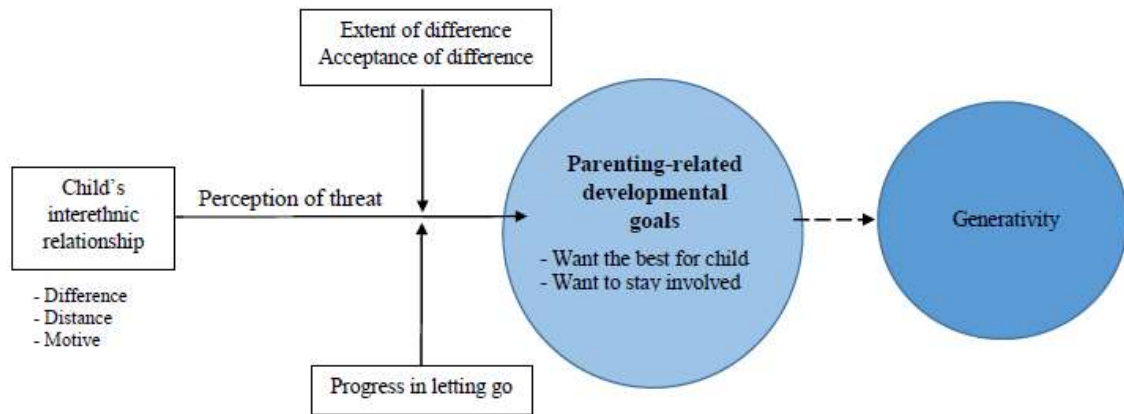 Extent of difference
Acceptance of difference
Child's
interethnic
relationship
- Difference
- Distance
- Motive
Perception of threat
Progress in letting go
Parenting-related
developmental
goals
- Want the best for child
- Want to stay involved
Generativity